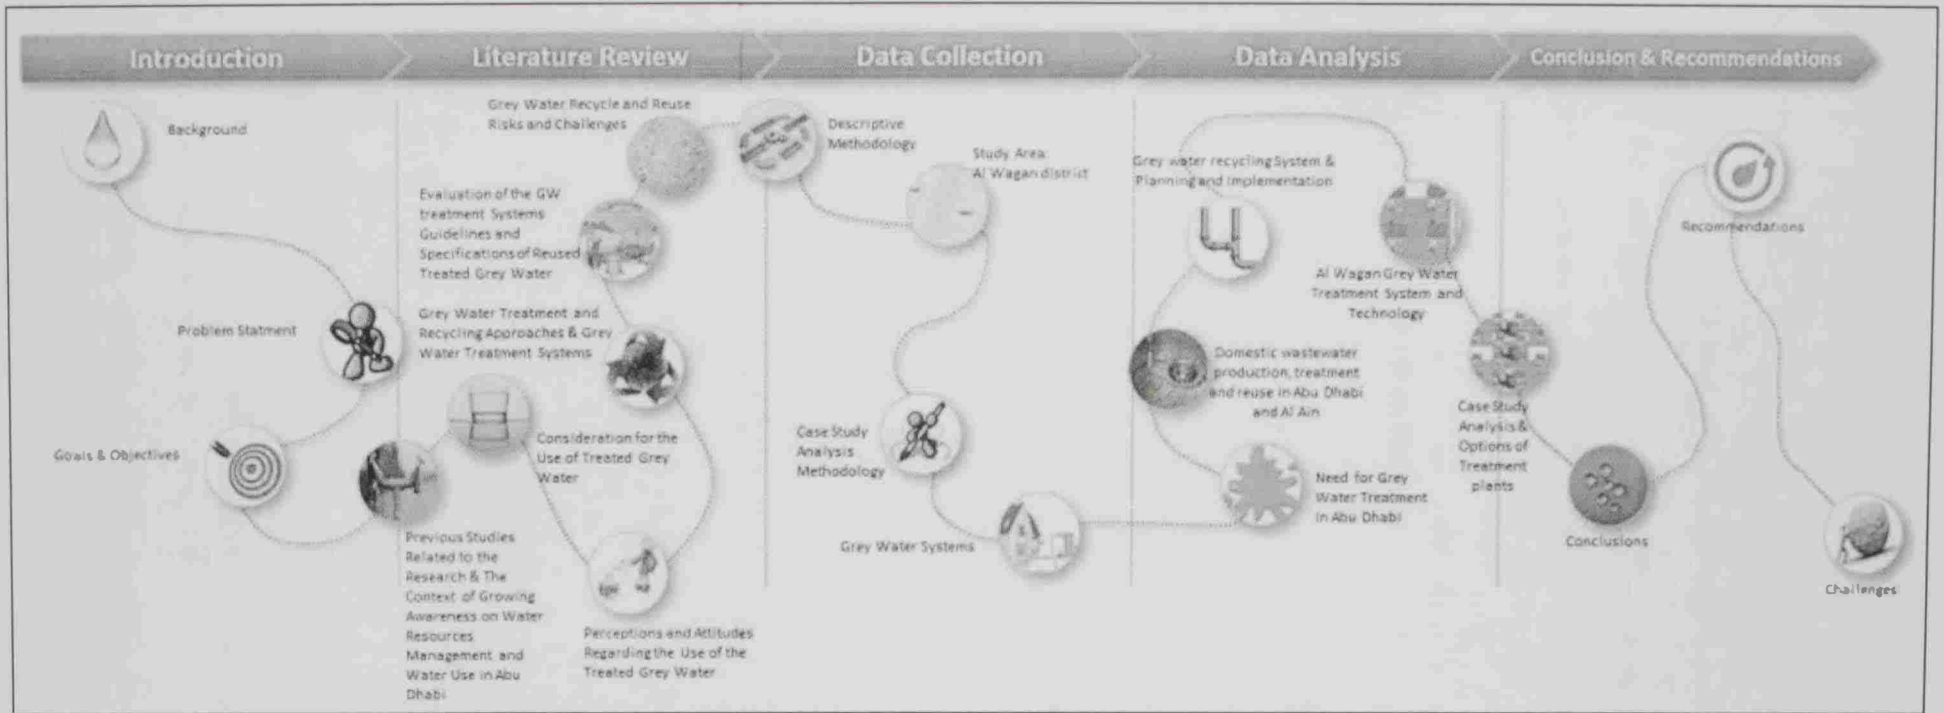 Introduction
Literature Review
Data Collection
Data Analysis
Conclusion & Recommendations
Background
Problem Statment
Goals & Objectives
Previous Studies
Related to the
Research & The
Context of Growing
Awareness on Water
Resources
Management and
Water Use in Abu
Dhabi
Consideration for the
Use of Treated Grey
Water
Perceptions and Attitudes
Regarding the Use of the
Treated Grey Water
Grey Water Treatment and
Recycling Approaches & Grey
Water Treatment Systems
Evaluation of the GW
treatment Systems
Guidelines and
Specifications of Reused
Treated Grey Water
Grey Water Recycle and Reuse
Risks and Challenges
Descriptive
Methodology
Study Area:
Al Wagan district
Case Study
Analysis
Methodology
Grey Water Systems
Need for Grey
Water Treatment
in Abu Dhabi
Domestic wastewater
production, treatment
and reuse in Abu Dhabi
and Al Ain
Grey water recycling System &
Planning and Implementation
Al Wagan Grey Water
Treatment System and
Technology
Case Study
Analysis &
Options of
Treatment
plants
Conclusions
Recommendations
Challenges